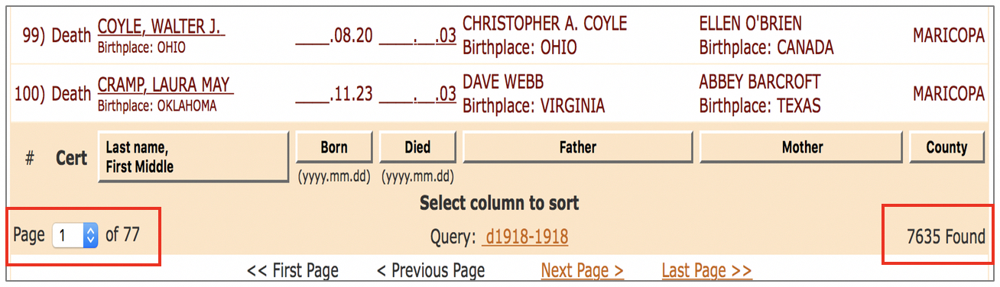 99) Death COYLE, WALTER J. ____.08.20 ____.__.03 CHRISTOPHER A. COYLE ELLEN O'BRIEN MARICOPA
Birthplace: OHIO Birthplace: OHIO Birthplace: CANADA
100) Death CRAMP, LAURA MAY ____.11.23 ____.__.03 DAVE WEBB ABBEY BARCROFT MARICOPA
Birthplace: OKLAHOMA Birthplace: VIRGINIA Birthplace: TEXAS
# Cert Last name, Born Died Father Mother County
First Middle
(yyyy.mm.dd) (yyyy.mm.dd)
Select column to sort
Page 1 of 77 Query: d1918-1918 7635 Found
<< First Page < Previous Page Next Page > Last Page >>